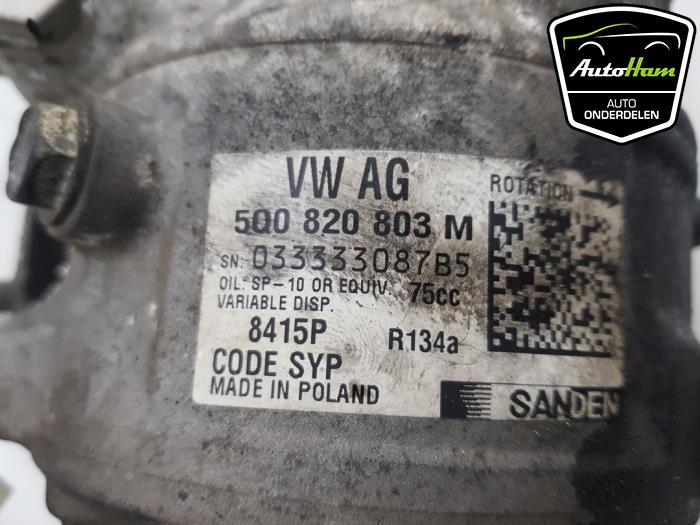 AutoHam
AUTO
ONDERDELEN
VW AG
ROTATION
5Q0 820 803 M
SN: 033333087B5
OIL: SP-10 OR EQUIV. 75cc
VARIABLE DISP.
8415P R134a
CODE SYP
MADE IN POLAND
SANDEN